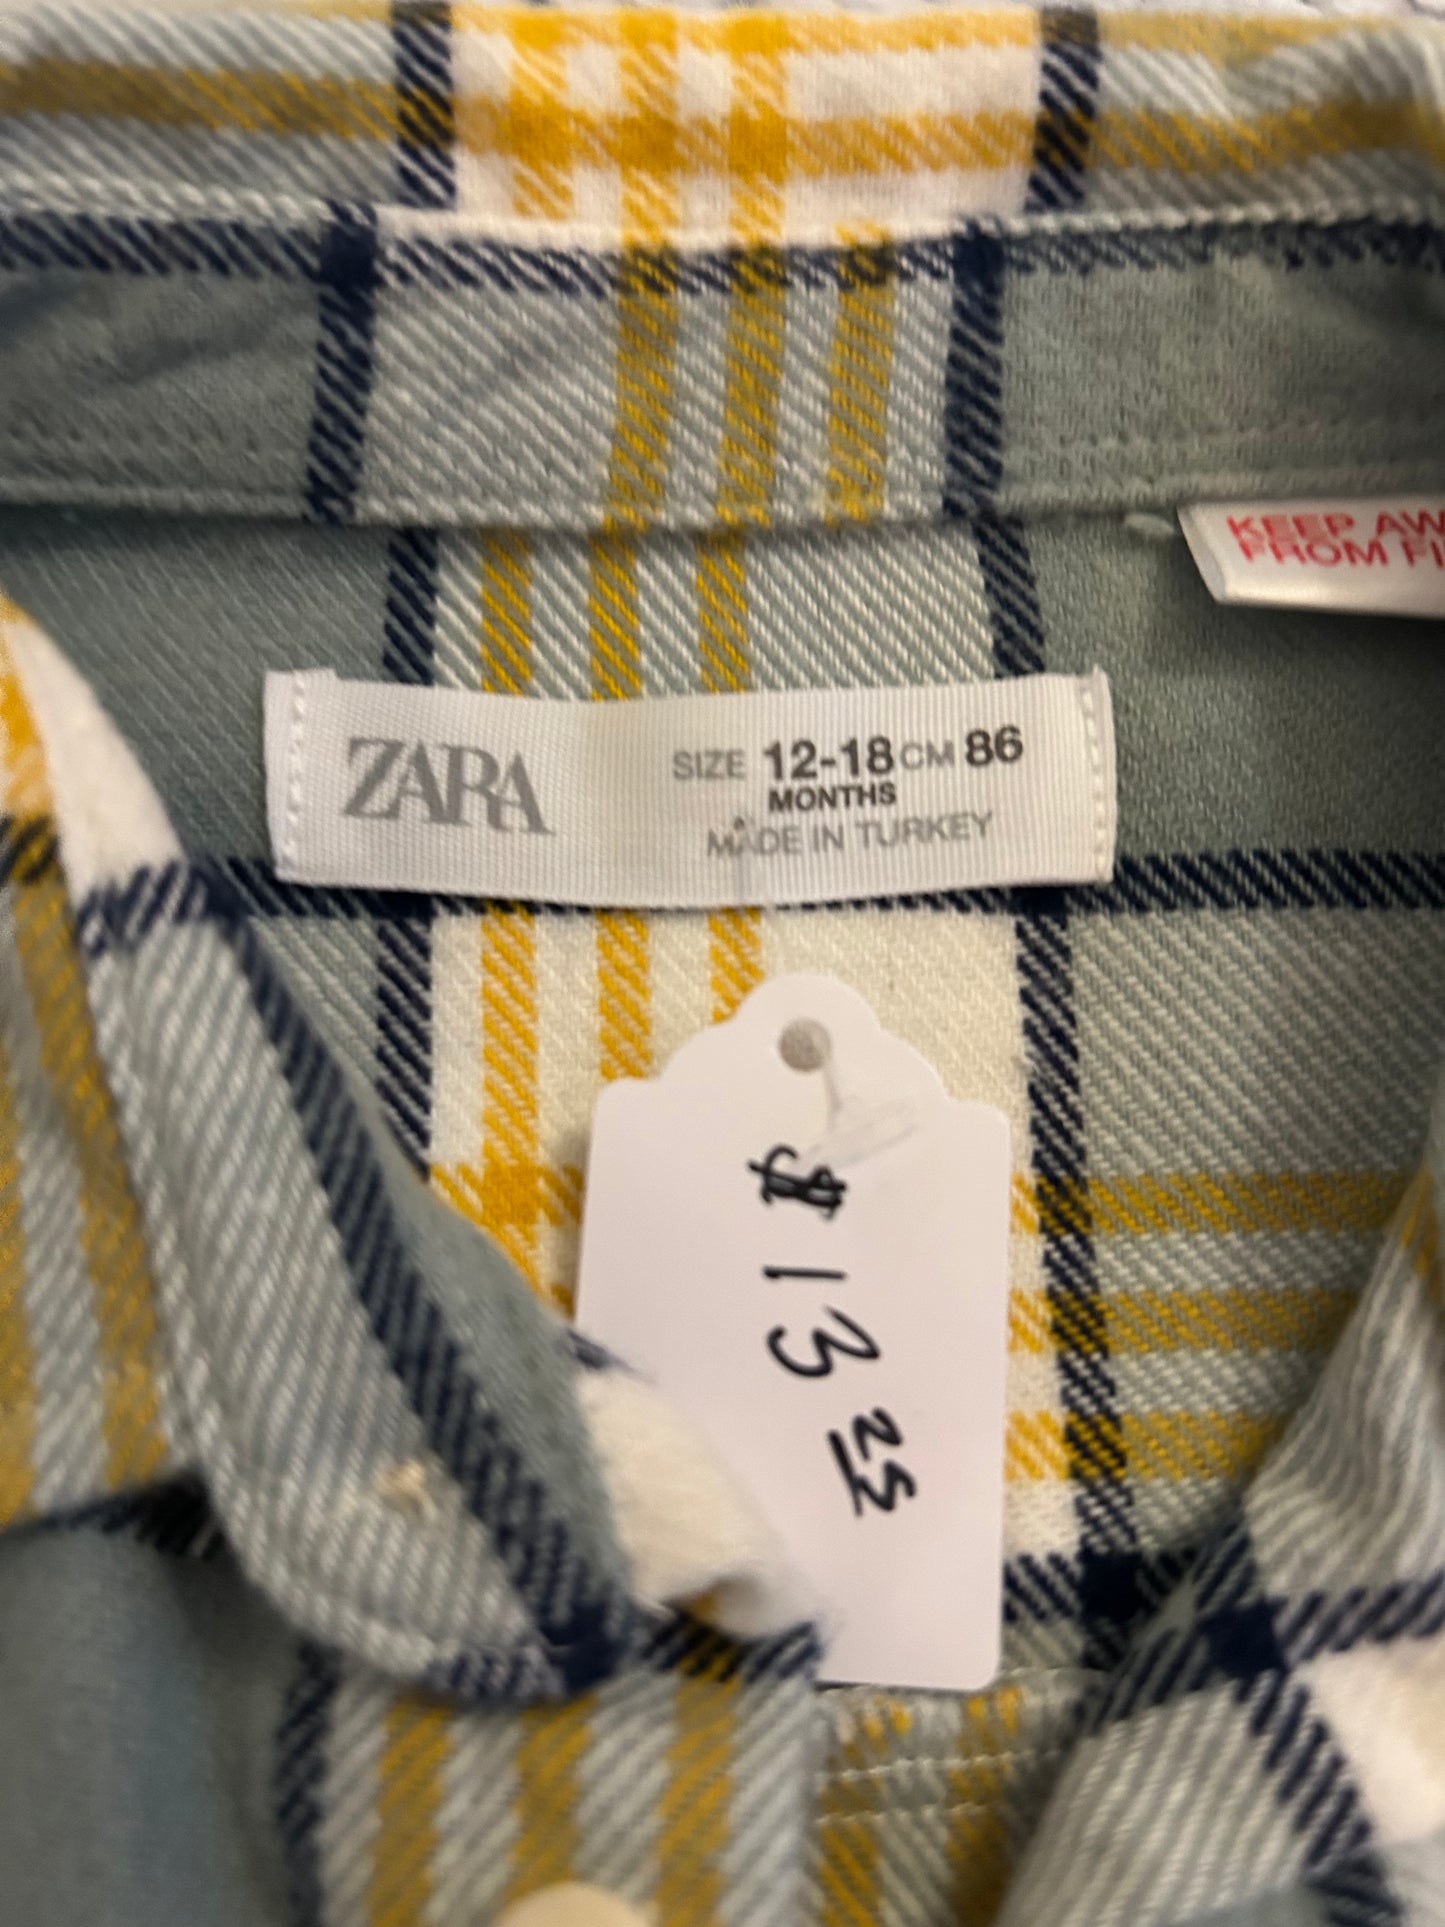 KEEP AW
FROM FI
ZARA
SIZE 12-18 CM 86
MONTHS
MADE IN TURKEY
$ 13 25